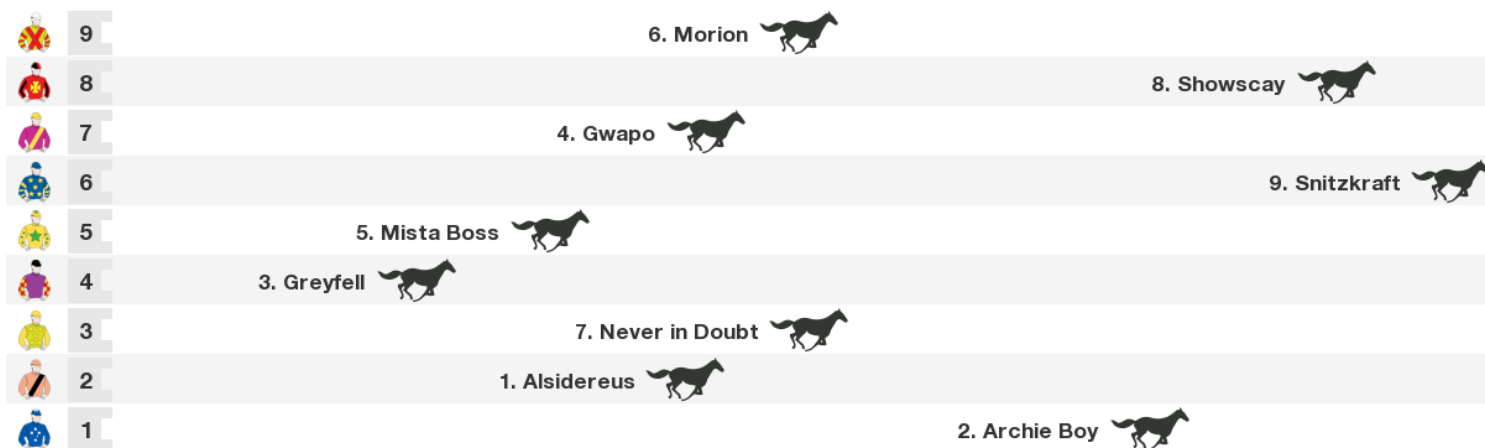 9 6. Morion
8 8. Showscay
7 4. Gwapo
6 9. Snitzkraft
5 5. Mista Boss
4 3. Greyfell
3 7. Never in Doubt
2 1. Alsidereus
1 2. Archie Boy